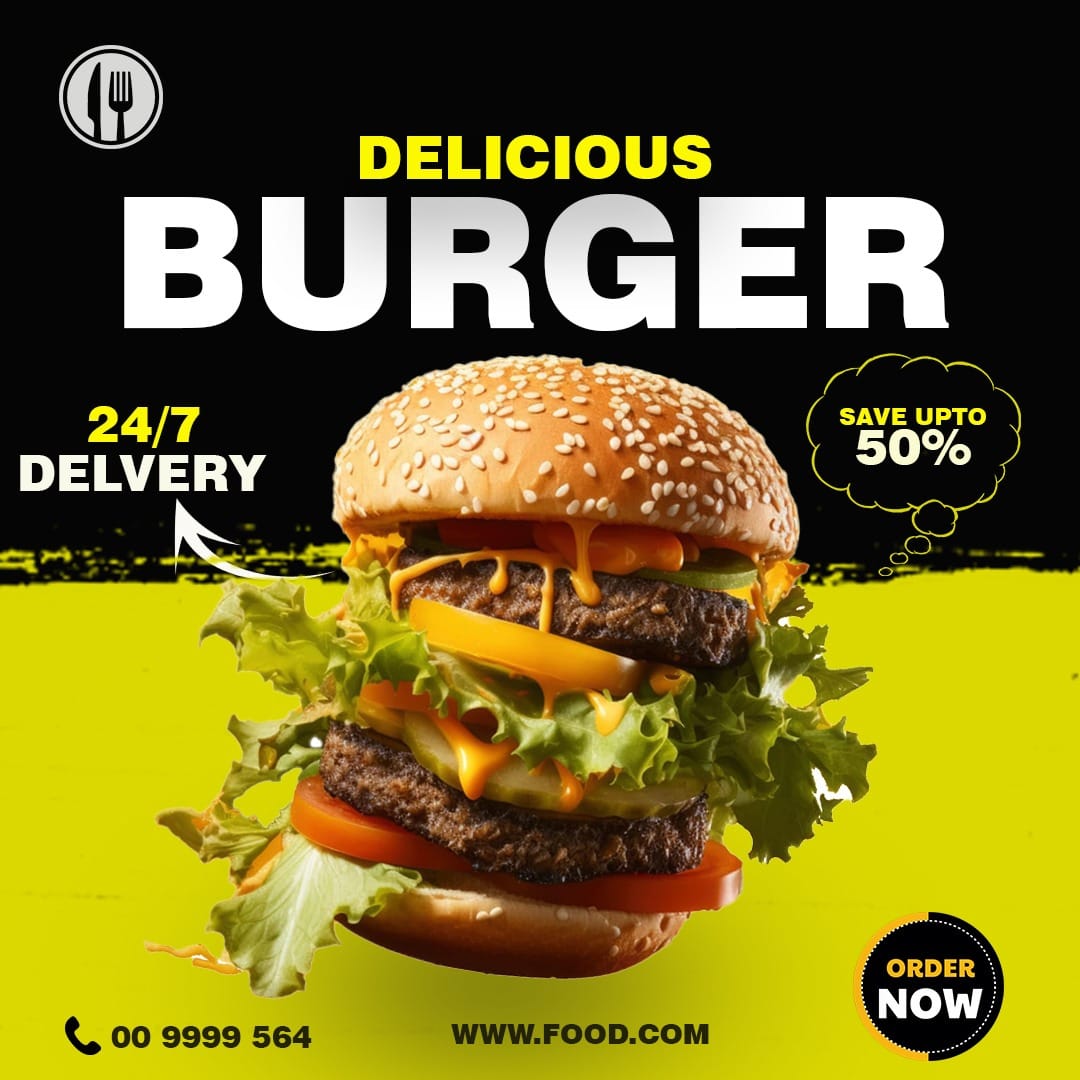 DELICIOUS
BURGER
24/7
DELVERY
SAVE UPTO
50%
ORDER
NOW
00 9999 564
WWW.FOOD.COM